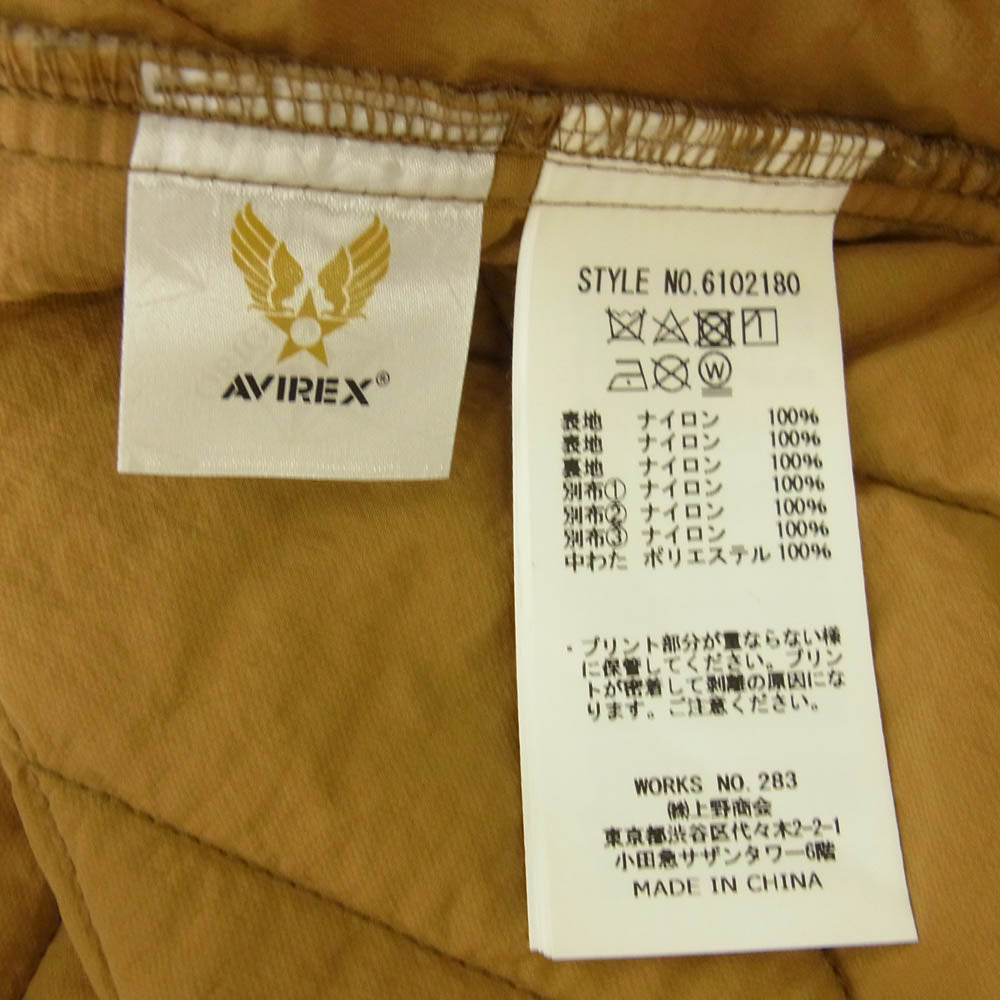 AVIREX®
STYLE NO.6102180
W
表地 ナイロン 100%
表地 ナイロン 100%
裏地 ナイロン 100%
別布① ナイロン 100%
別布② ナイロン 100%
別布③ ナイロン 100%
中わた ポリエステル 100%
・プリント部分が重ならない様
に保管してください。プリン
トが密着して剥離の原因にな
ります。ご注意ください。
WORKS NO. 283
㈱上野商会
東京都渋谷区代々木2-2-1
小田急サザンタワー6階
MADE IN CHINA